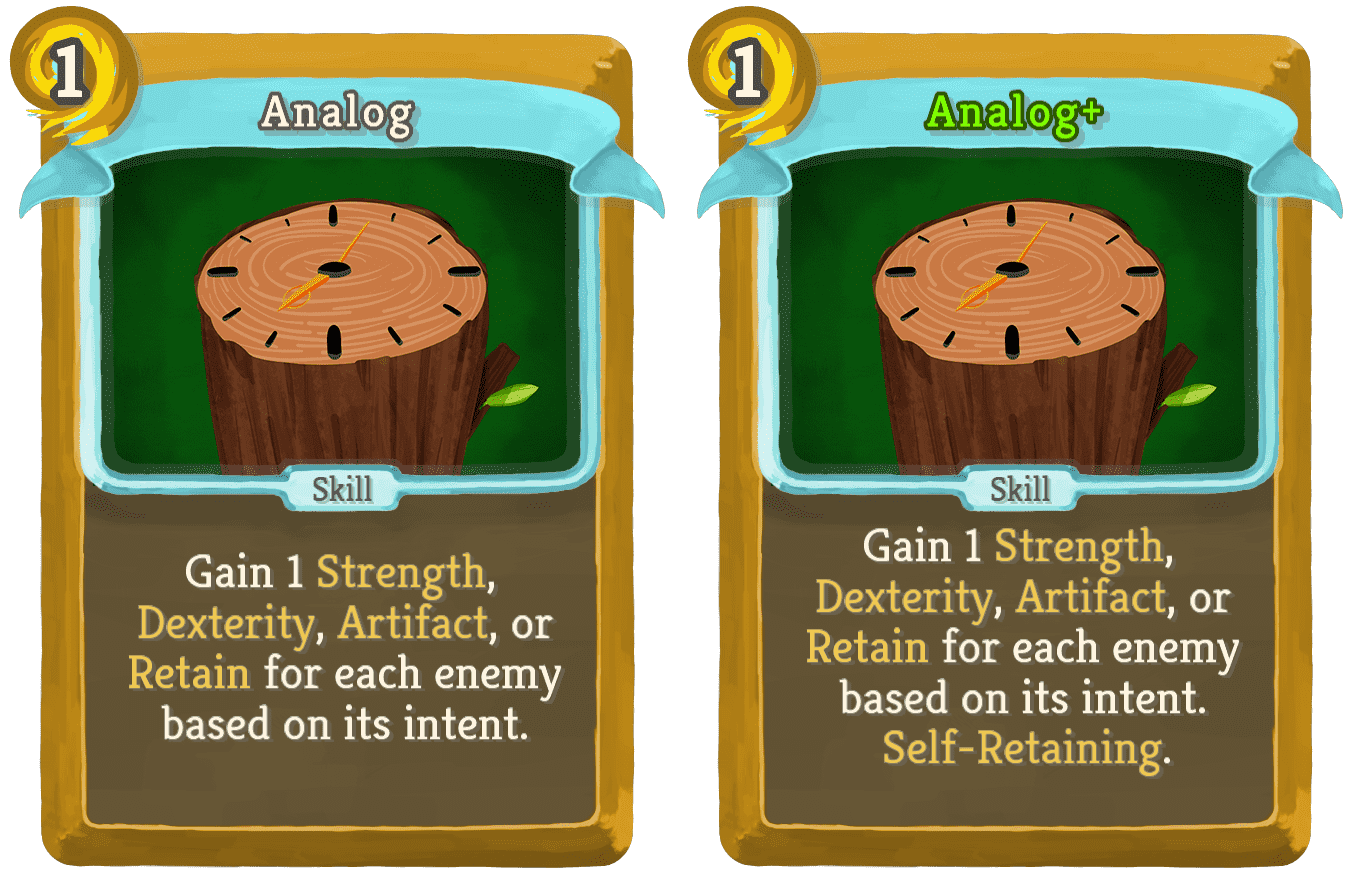 1
Analog
Skill
Gain 1 Strength,
Dexterity, Artifact, or
Retain for each enemy
based on its intent.
1
Analog+
Skill
Gain 1 Strength,
Dexterity, Artifact, or
Retain for each enemy
based on its intent.
Self-Retaining.